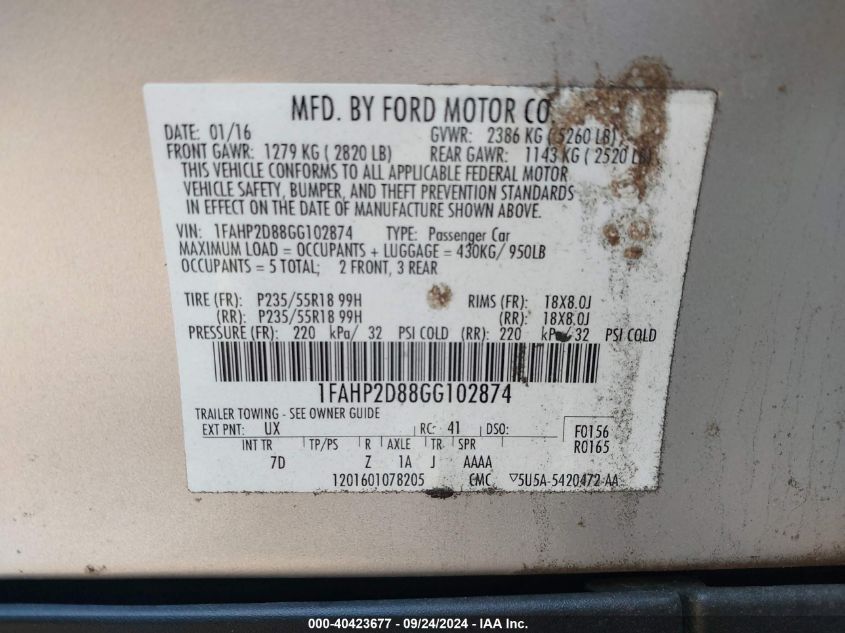 MFD. BY FORD MOTOR CO.
DATE: 01/16 GVWR: 2386 KG ( 5260 LB)
FRONT GAWR: 1279 KG ( 2820 LB) REAR GAWR: 1143 KG ( 2520 LB)
THIS VEHICLE CONFORMS TO ALL APPLICABLE FEDERAL MOTOR
VEHICLE SAFETY, BUMPER, AND THEFT PREVENTION STANDARDS
IN EFFECT ON THE DATE OF MANUFACTURE SHOWN ABOVE.
VIN: 1FAHP2D88GG102874 TYPE: Passenger Car
MAXIMUM LOAD = OCCUPANTS + LUGGAGE = 430KG/ 950LB
OCCUPANTS = 5 TOTAL; 2 FRONT, 3 REAR
TIRE (FR): P235/55R18 99H RIMS (FR): 18X8.0J
(RR): P235/55R18 99H (RR): 18X8.0J
PRESSURE (FR): 220 kPa/ 32 PSI COLD (RR): 220 kPa/ 32 PSI COLD
1FAHP2D88GG102874
TRAILER TOWING - SEE OWNER GUIDE
EXT PNT: UX RC: 41 DSO: F0156
INT TR TP/PS R AXLE TR SPR R0165
7D Z 1A J AAAA
1201601078205 CMC ▽5U5A-5420472-AA
000-40423677 - 09/24/2024 - IAA Inc.